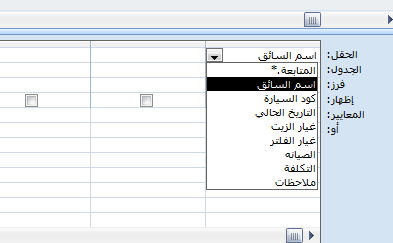 الحقل: اسم السائق
الجدول:
فرز:
إظهار:
المعايير:
أو:
المتابعة.*
اسم السائق
كود السيارة
التاريخ الحالي
غيار الزيت
غيار الفلتر
الصيانه
التكلفة
ملاحظات